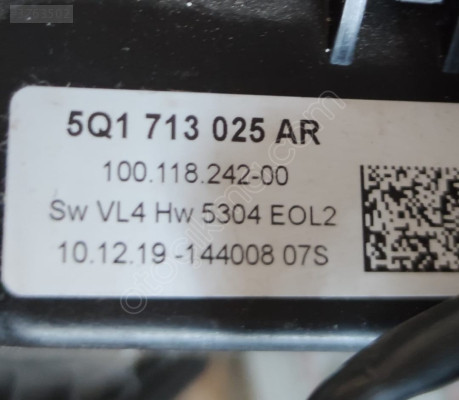 5Q1 713 025 AR
100.118.242-00
Sw VL4 Hw 5304 EOL2
10.12.19 -144008 07S